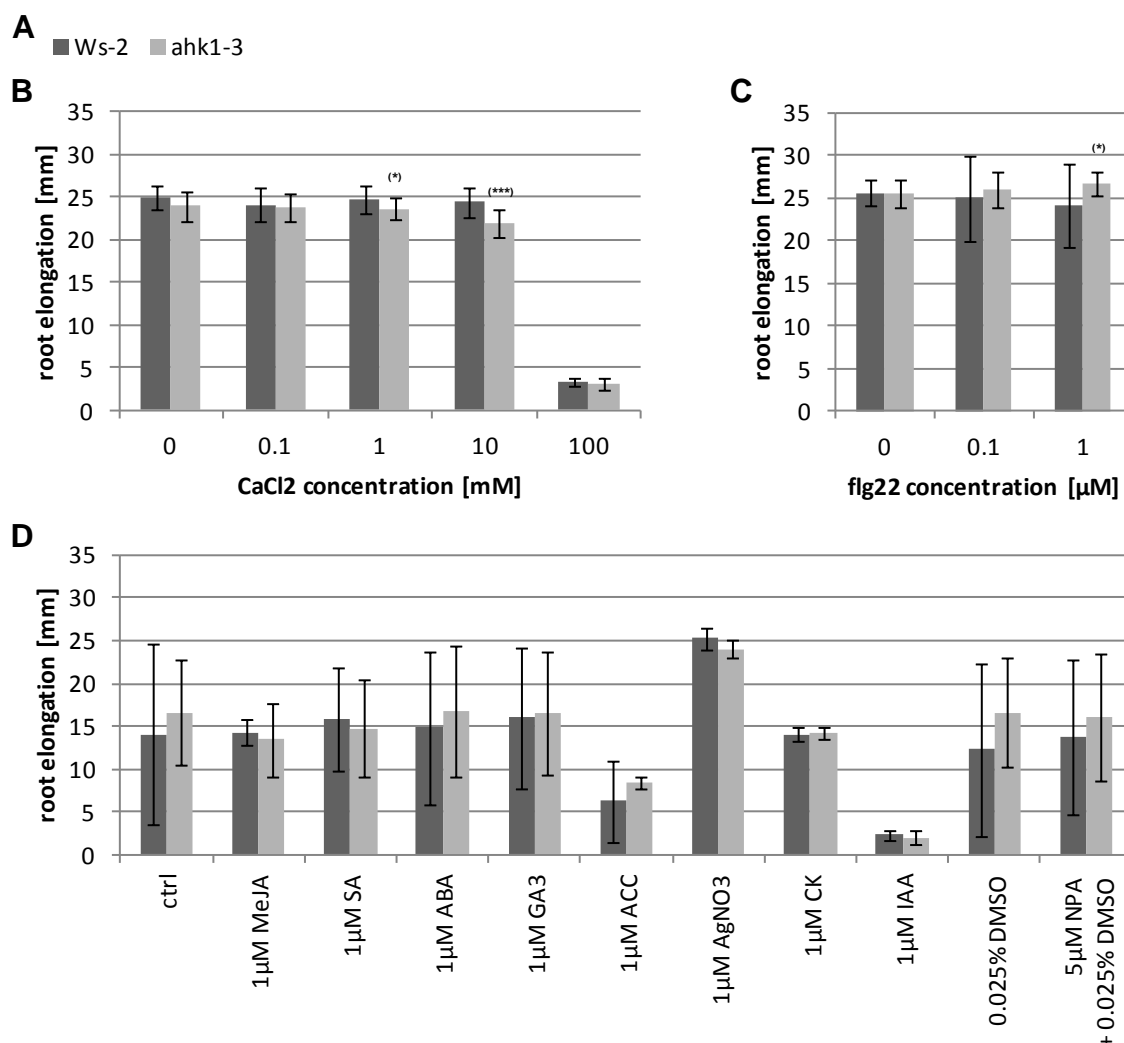 A
Ws-2 ahk1-3
B
35
30
25
20
15
10
5
0
root elongation [mm]
(*)
(***)
0 0.1 1 10 100
CaCl2 concentration [mM]
C
35
30
25
20
15
10
5
0
root elongation [mm]
(*)
0 0.1 1
flg22 concentration [µM]
D
35
30
25
20
15
10
5
0
root elongation [mm]
ctrl
1µM MeJA
1µM SA
1µM ABA
1µM GA3
1µM ACC
1µM AgNO3
1µM CK
1µM IAA
0.025% DMSO
5µM NPA
+ 0.025% DMSO